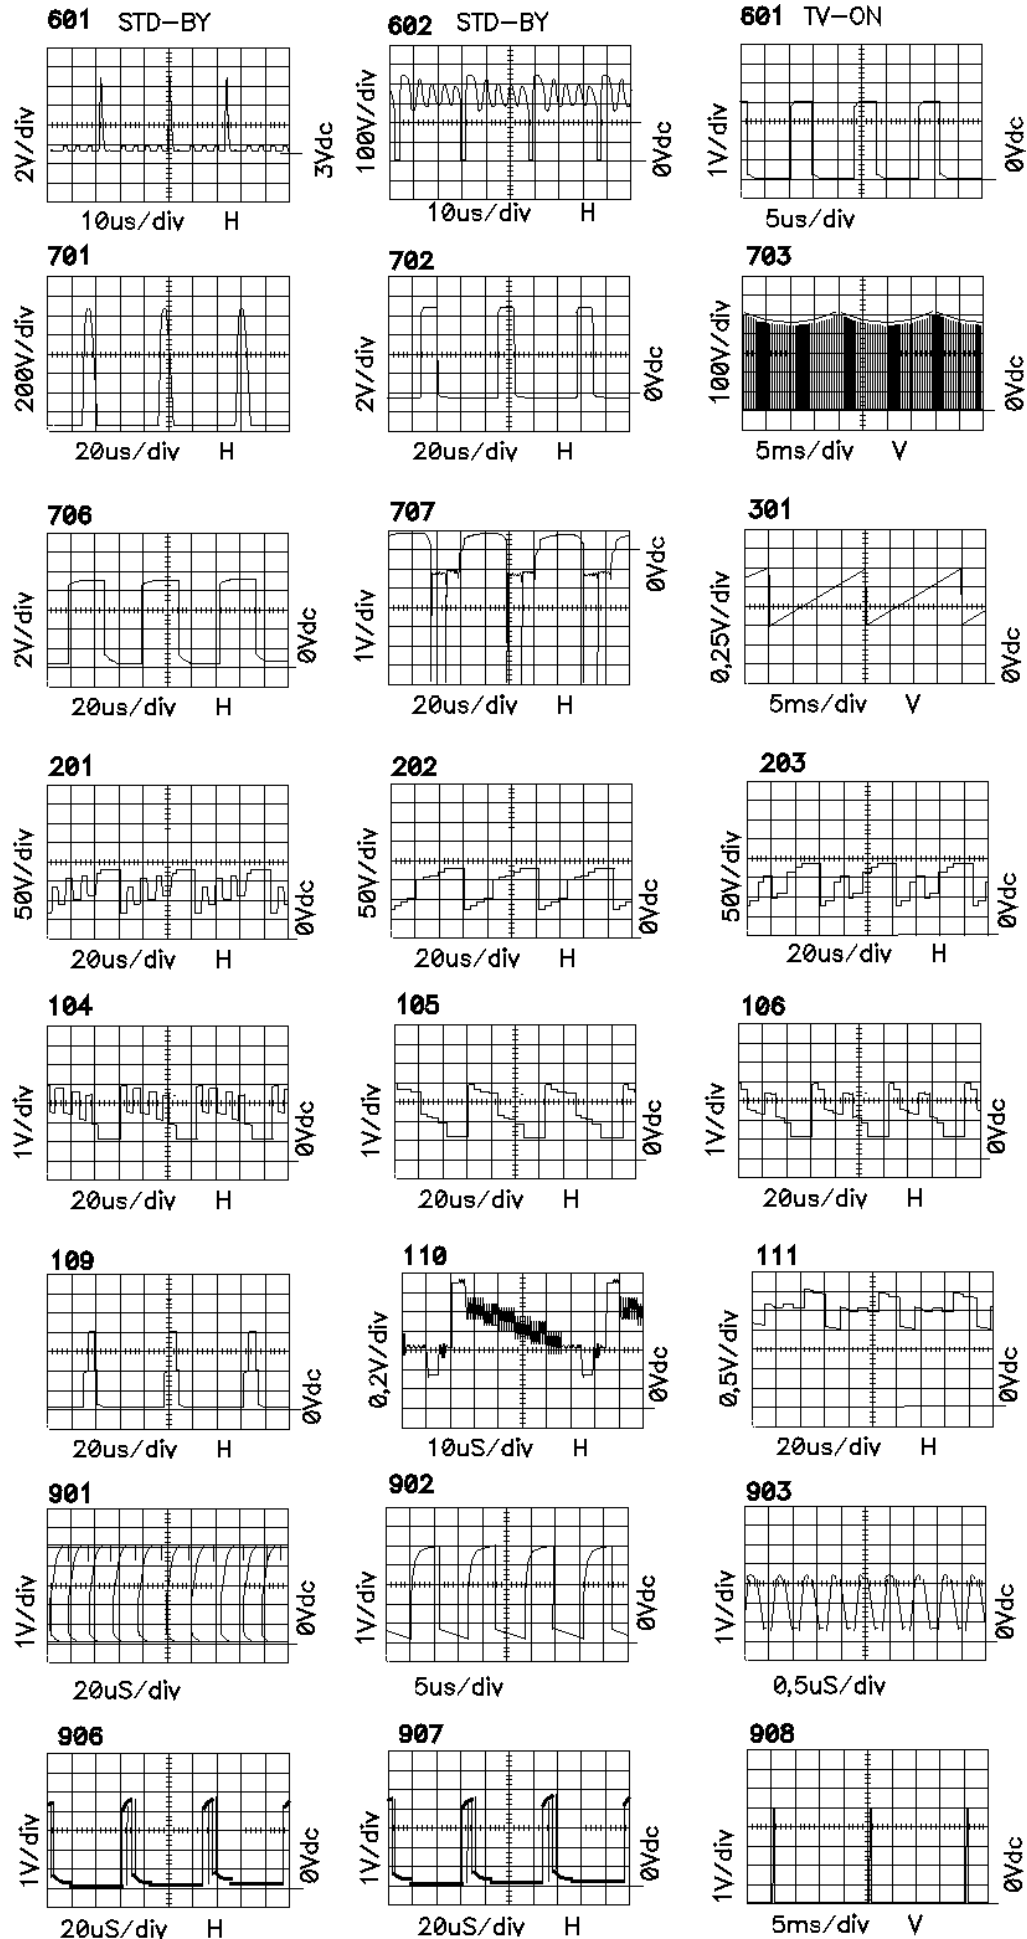 601 STD-BY
602 STD-BY
601 TV-ON
2V/div
3Vdc
100V/div
0Vdc
1V/div
0Vdc
10us/div H
10us/div H
5us/div
701
702
703
200V/div
2V/div
0Vdc
100V/div
0Vdc
20us/div H
20us/div H
5ms/div V
706
707
301
2V/div
0Vdc
1V/div
0Vdc
0,25V/div
0Vdc
20us/div H
20us/div H
5ms/div V
201
202
203
50V/div
0Vdc
50V/div
0Vdc
50V/div
0Vdc
20us/div H
20us/div H
20us/div H
104
105
106
1V/div
0Vdc
1V/div
0Vdc
1V/div
0Vdc
20us/div H
20us/div H
20us/div H
109
110
111
1V/div
0Vdc
0,2V/div
0Vdc
0,5V/div
0Vdc
20us/div H
10uS/div H
20us/div H
901
902
903
1V/div
0Vdc
1V/div
0Vdc
1V/div
0Vdc
20uS/div
5us/div
0,5uS/div
906
907
908
1V/div
0Vdc
1V/div
0Vdc
1V/div
0Vdc
20uS/div H
20uS/div H
5ms/div V